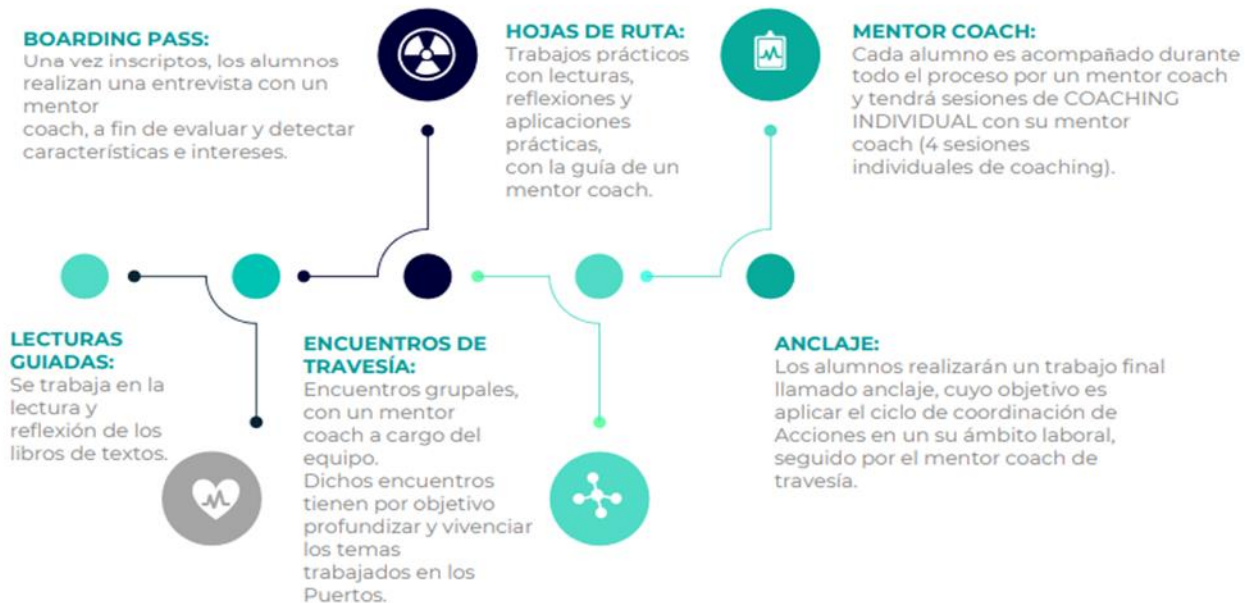 BOARDING PASS:
Una vez inscriptos, los alumnos
realizan una entrevista con un
mentor
coach, a fin de evaluar y detectar
características e intereses.
HOJAS DE RUTA:
Trabajos prácticos
con lecturas,
reflexiones y
aplicaciones
prácticas,
con la guía de un
mentor coach.
MENTOR COACH:
Cada alumno es acompañado durante
todo el proceso por un mentor coach
y tendrá sesiones de COACHING
INDIVIDUAL con su mentor
coach (4 sesiones
individuales de coaching).
LECTURAS
GUIADAS:
Se trabaja en la
lectura y
reflexión de los
libros de textos.
ENCUENTROS DE
TRAVESÍA:
Encuentros grupales,
con un mentor
coach a cargo del
equipo.
Dichos encuentros
tienen por objetivo
profundizar y vivenciar
los temas
trabajados en los
Puertos.
ANCLAJE:
Los alumnos realizarán un trabajo final
llamado anclaje, cuyo objetivo es
aplicar el ciclo de coordinación de
Acciones en un su ámbito laboral,
seguido por el mentor coach de
travesía.